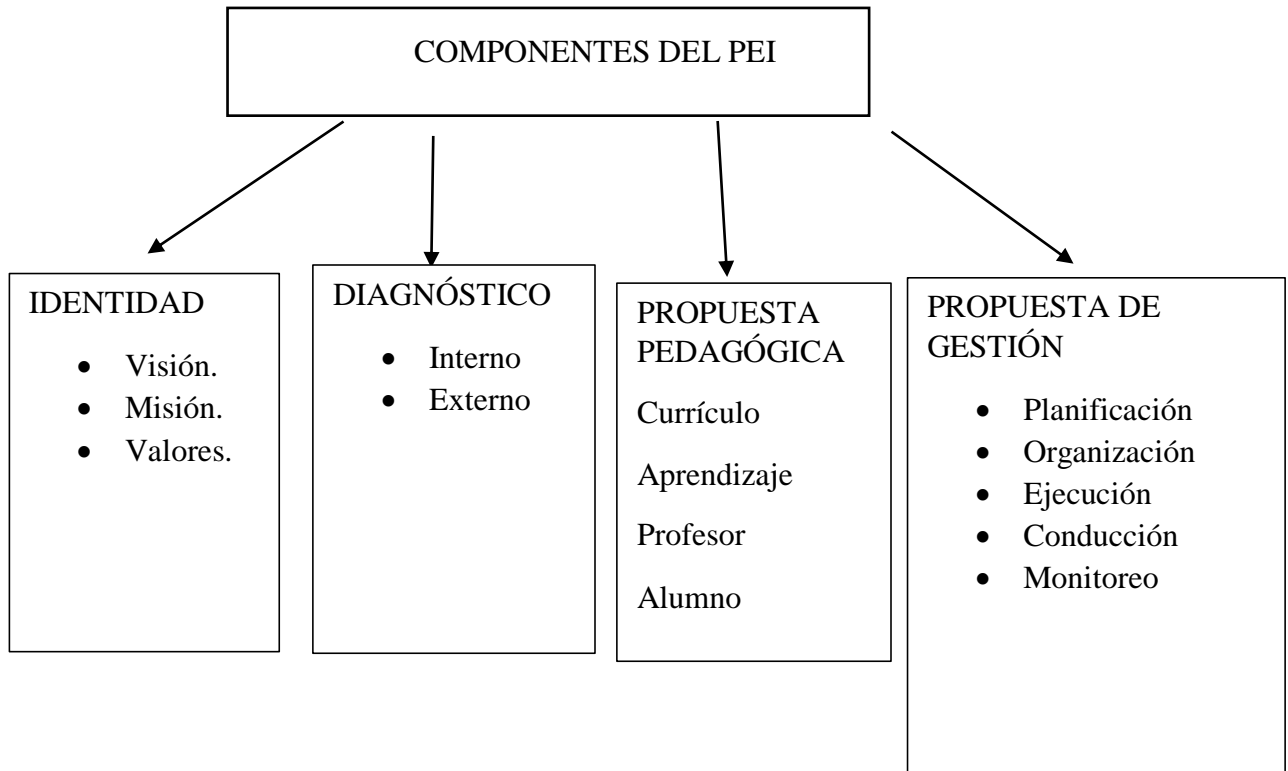 COMPONENTES DEL PEI
IDENTIDAD
• Visión.
• Misión.
• Valores.
DIAGNÓSTICO
• Interno
• Externo
PROPUESTA
PEDAGÓGICA
Currículo
Aprendizaje
Profesor
Alumno
PROPUESTA DE
GESTIÓN
• Planificación
• Organización
• Ejecución
• Conducción
• Monitoreo